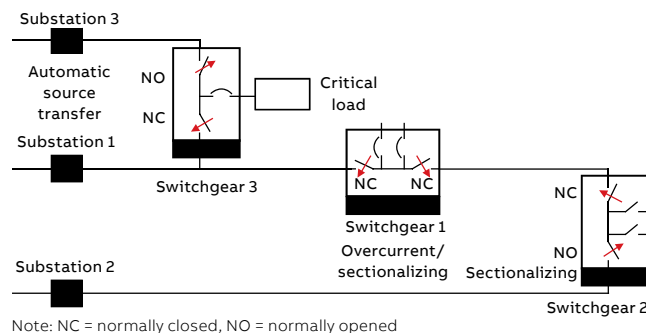 Substation 3
Automatic
source
transfer
NO
NC
Critical
load
Substation 1
Switchgear 3
NC NC
Switchgear 1
Overcurrent/
sectionalizing
NC
NO
Sectionalizing
Substation 2
Switchgear 2
Note: NC = normally closed, NO = normally opened